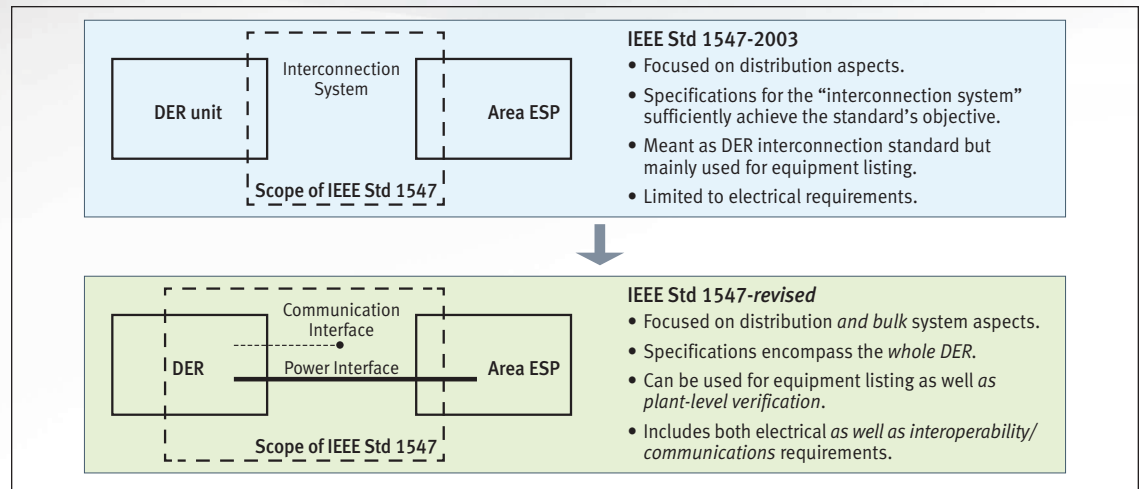 DER unit
Interconnection
System
Area ESP
Scope of IEEE Std 1547
IEEE Std 1547-2003
• Focused on distribution aspects.
• Specifications for the “interconnection system”
sufficiently achieve the standard’s objective.
• Meant as DER interconnection standard but
mainly used for equipment listing.
• Limited to electrical requirements.
Communication
Interface
DER
Power Interface
Area ESP
Scope of IEEE Std 1547
IEEE Std 1547-revised
• Focused on distribution and bulk system aspects.
• Specifications encompass the whole DER.
• Can be used for equipment listing as well as
plant-level verification.
• Includes both electrical as well as interoperability/
communications requirements.